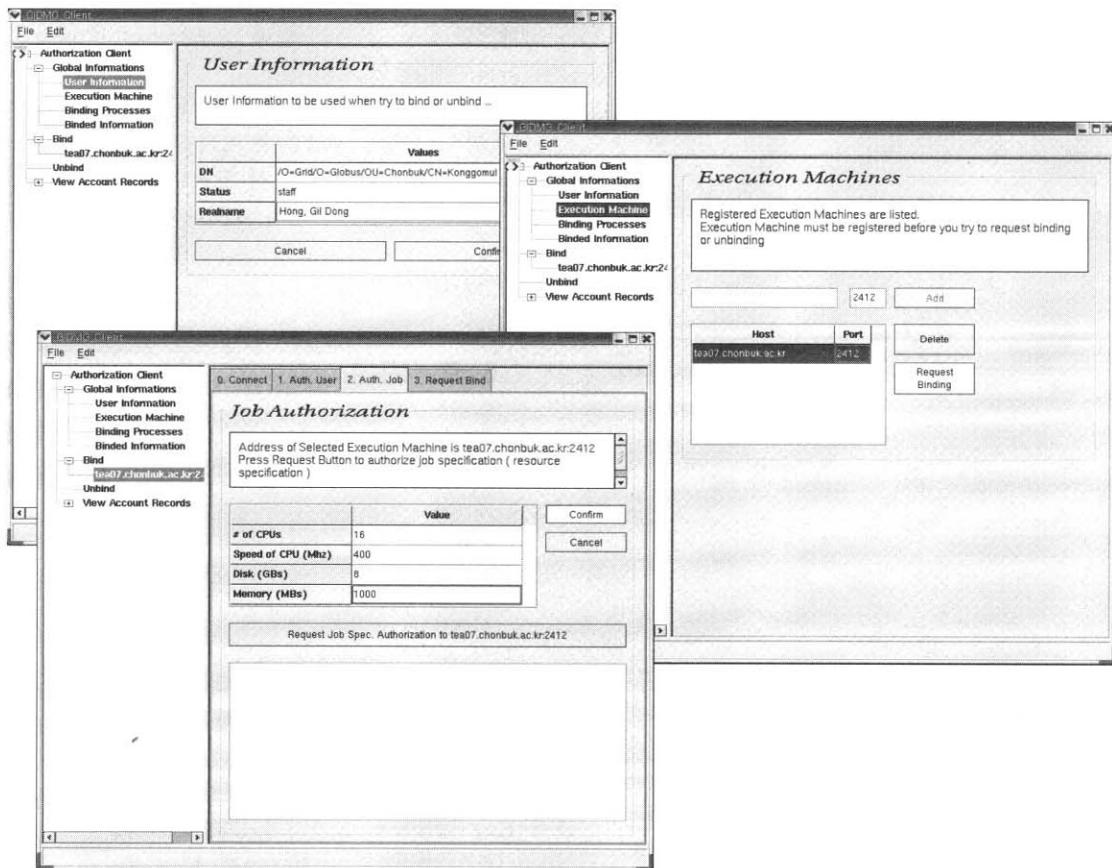 GIDMG Client
File Edit
Authorization Client
Global Informations
User Information
Execution Machine
Binding Processes
Binded Information
Bind
tea07.chonbuk.ac.kr:24
Unbind
View Account Records
User Information
User Information to be used when try to bind or unbind ...
Values
DN /O=Grid/O=Globus/OU=Chonbuk/CN=Konggomul
Status staff
Realname Hong, Gil Dong
Cancel Confir
GIDMG Client
File Edit
Authorization Client
Global Informations
User Information
Execution Machine
Binding Processes
Binded Information
Bind
tea07.chonbuk.ac.kr:24
Unbind
View Account Records
Execution Machines
Registered Execution Machines are listed.
Execution Machine must be registered before you try to request binding
or unbinding
2412 Add
Host Port
tea07.chonbuk.ac.kr 2412
Delete
Request
Binding
GIDMG Client
File Edit
Authorization Client
Global Informations
User Information
Execution Machine
Binding Processes
Binded Information
Bind
tea07.chonbuk.ac.kr:24
Unbind
View Account Records
0. Connect 1. Auth. User 2. Auth. Job 3. Request Bind
Job Authorization
Address of Selected Execution Machine is tea07.chonbuk.ac.kr:2412
Press Request Button to authorize job specification ( resource
specification )
Value
# of CPUs 16
Speed of CPU (Mhz) 400
Disk (GBs) 8
Memory (MBs) 1000
Confirm
Cancel
Request Job Spec. Authorization to tea07.chonbuk.ac.kr:2412